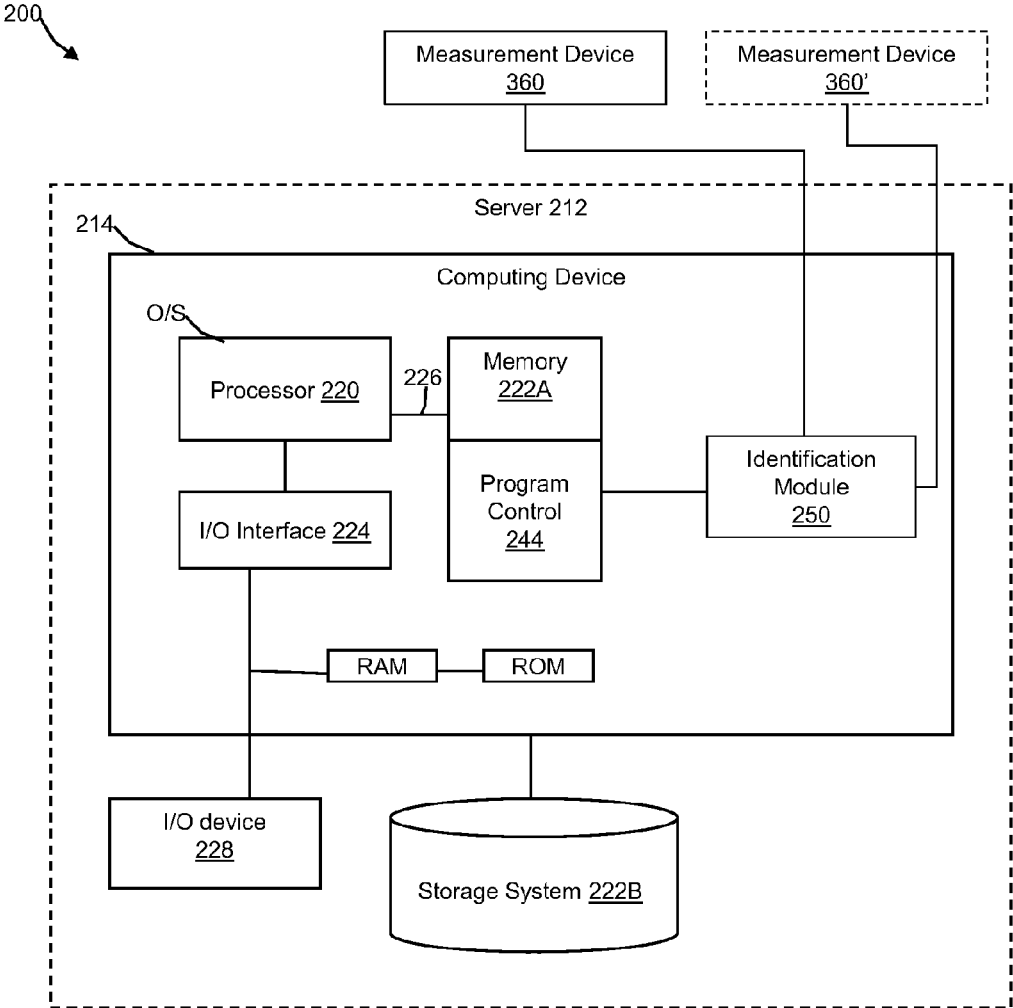 200
Measurement Device
360
Measurement Device
360’
Server 212
214
Computing Device
O/S
Processor 220
226
Memory
222A
I/O Interface 224
Program
Control
244
Identification
Module
250
RAM
ROM
I/O device
228
Storage System 222B